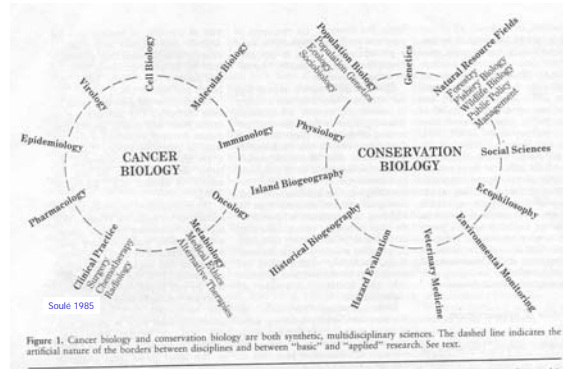 Cell Biology
Molecular Biology
Immunology
Oncology
Metabiology
Medical Ethics
Alternative Therapies
Clinical Practice
Surgery
Chemotherapy
Radiology
Pharmacology
Epidemiology
Virology
CANCER
BIOLOGY
Population Biology
Population Genetics
Ecology
Sociobiology
Genetics
Natural Resource Fields
Forestry
Fishery Biology
Wildlife Biology
Public Policy
Management
Social Sciences
Ecophilosophy
Environmental Monitoring
Veterinary Medicine
Hazard Evaluation
Historical Biogeography
Island Biogeography
Physiology
CONSERVATION
BIOLOGY
Soulé 1985
Figure 1. Cancer biology and conservation biology are both synthetic, multidisciplinary sciences. The dashed line indicates the
artificial nature of the borders between disciplines and between "basic" and "applied" research. See text.